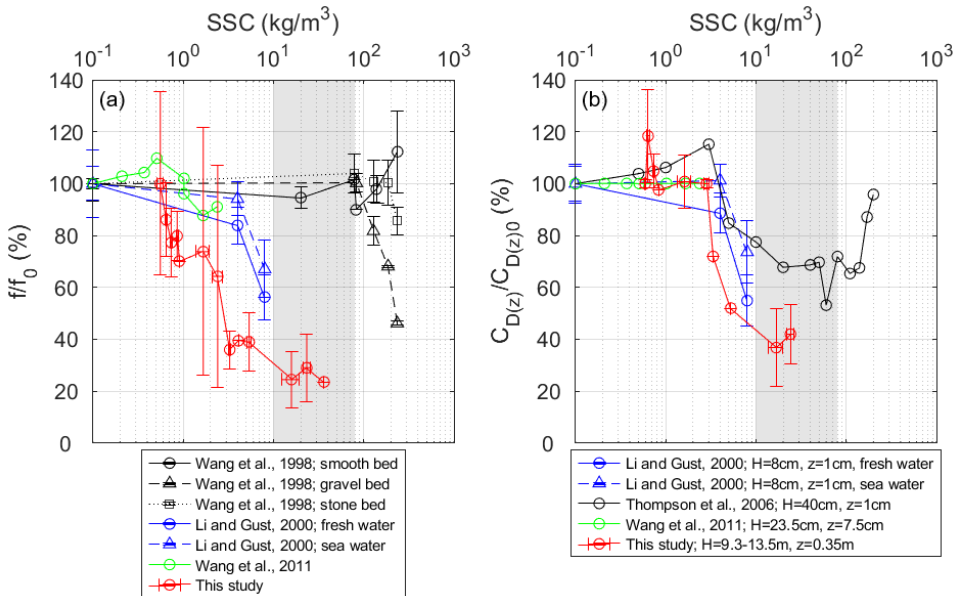 SSC (kg/m³)
10⁻¹ 10⁰ 10¹ 10² 10³
(a)
140
120
100
80
60
40
20
0
f/f₀ (%)
Wang et al., 1998; smooth bed
Wang et al., 1998; gravel bed
Wang et al., 1998; stone bed
Li and Gust, 2000; fresh water
Li and Gust, 2000; sea water
Wang et al., 2011
This study
SSC (kg/m³)
10⁻¹ 10⁰ 10¹ 10² 10³
(b)
140
120
100
80
60
40
20
0
C_D(z)/C_D(z)0 (%)
Li and Gust, 2000; H=8cm, z=1cm, fresh water
Li and Gust, 2000; H=8cm, z=1cm, sea water
Thompson et al., 2006; H=40cm, z=1cm
Wang et al., 2011; H=23.5cm, z=7.5cm
This study; H=9.3-13.5m, z=0.35m